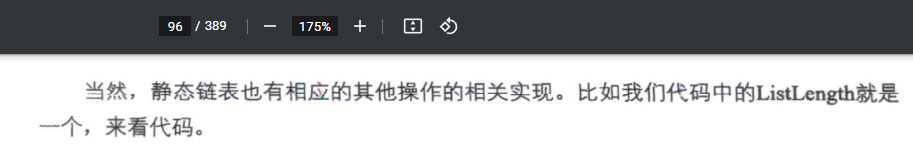 96 / 389 175%
当然，静态链表也有相应的其他操作的相关实现。比如我们代码中的ListLength就是
一个，来看代码。